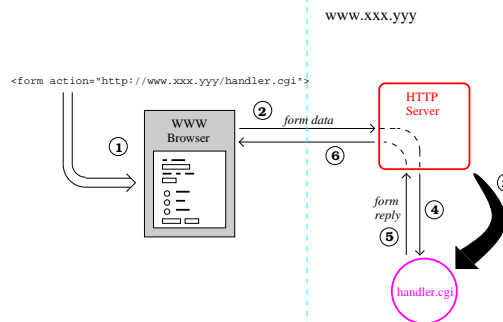 www.xxx.yyy
<form action="http://www.xxx.yyy/handler.cgi">
HTTP
Server
WWW
Browser
1
2
form data
6
form
reply
4
5
handler.cgi